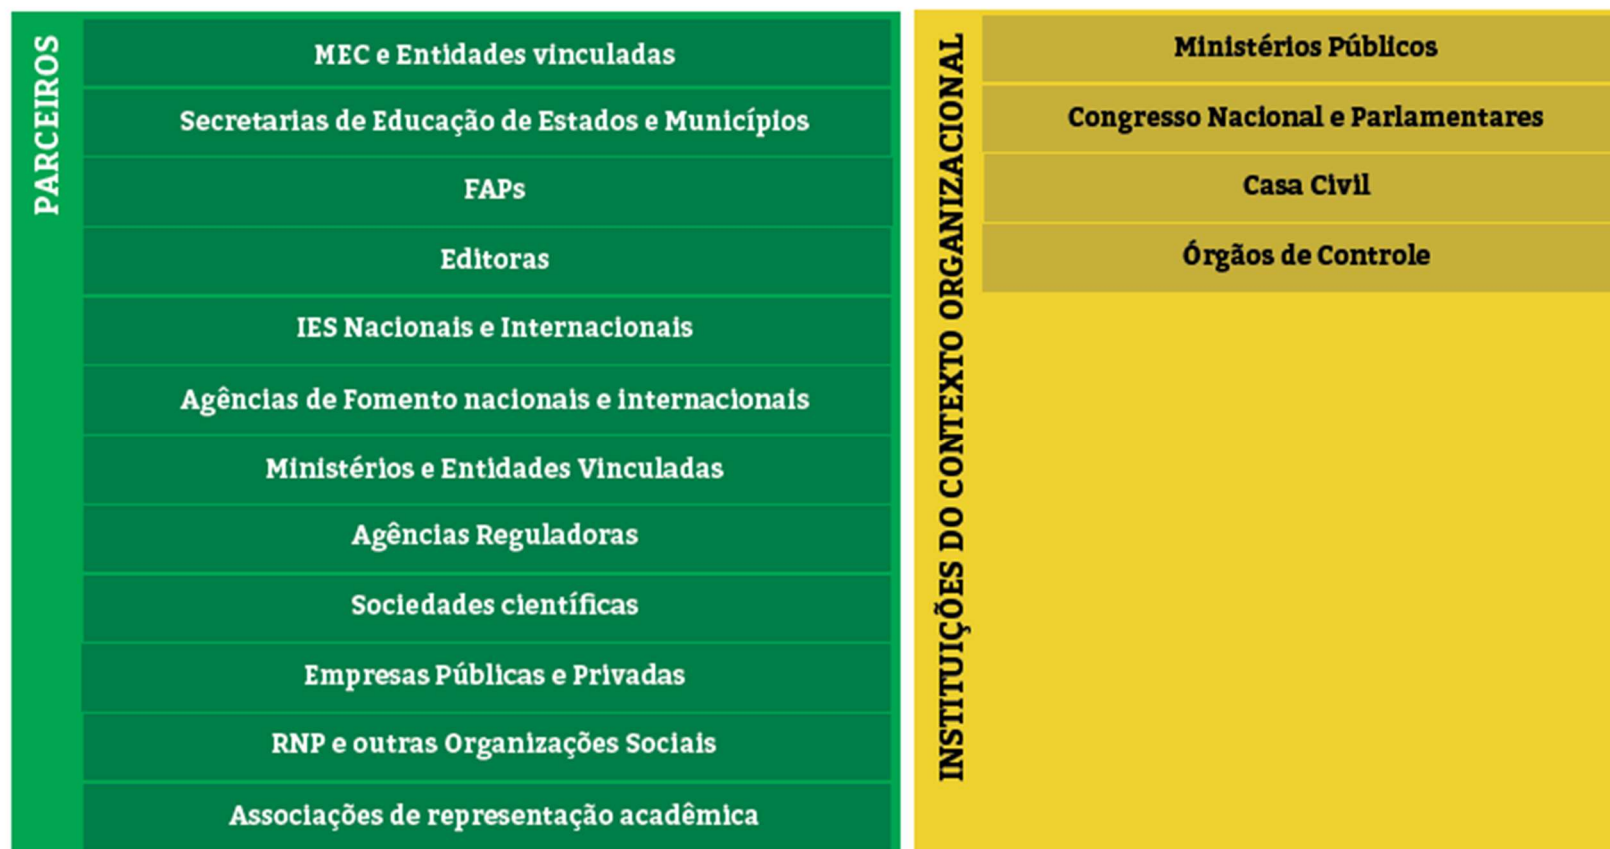 PARCEIROS
MEC e Entidades vinculadas
Secretarias de Educação de Estados e Municípios
FAPs
Editoras
IES Nacionais e Internacionais
Agências de Fomento nacionais e internacionais
Ministérios e Entidades Vinculadas
Agências Reguladoras
Sociedades científicas
Empresas Públicas e Privadas
RNP e outras Organizações Sociais
Associações de representação acadêmica
INSTITUIÇÕES DO CONTEXTO ORGANIZACIONAL
Ministérios Públicos
Congresso Nacional e Parlamentares
Casa Civil
Órgãos de Controle